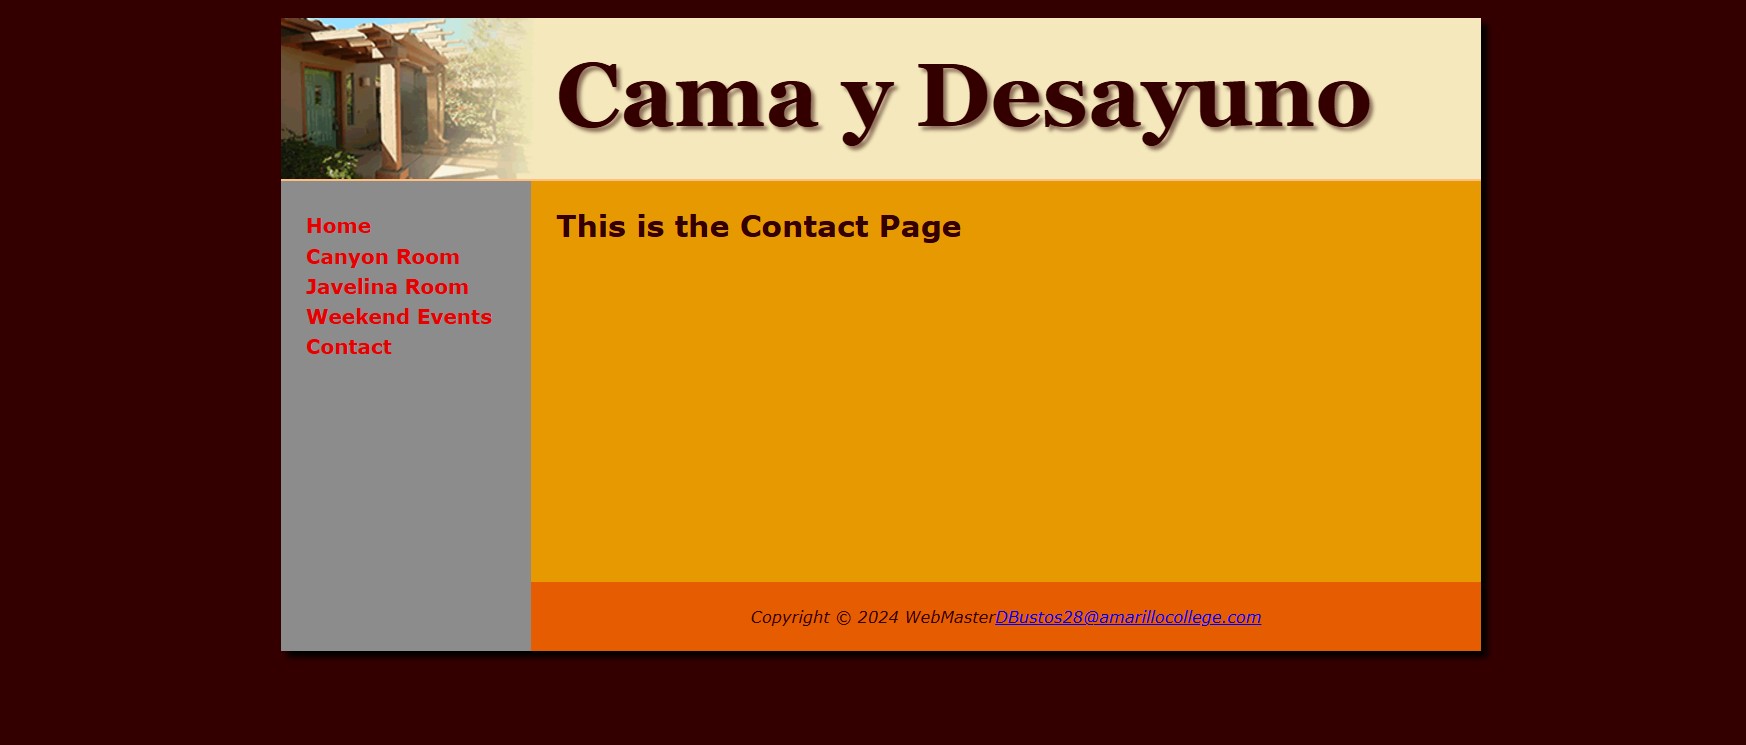 Cama y Desayuno
Home
Canyon Room
Javelina Room
Weekend Events
Contact
This is the Contact Page
Copyright © 2024 WebMasterDBustos28@amarillocollege.com